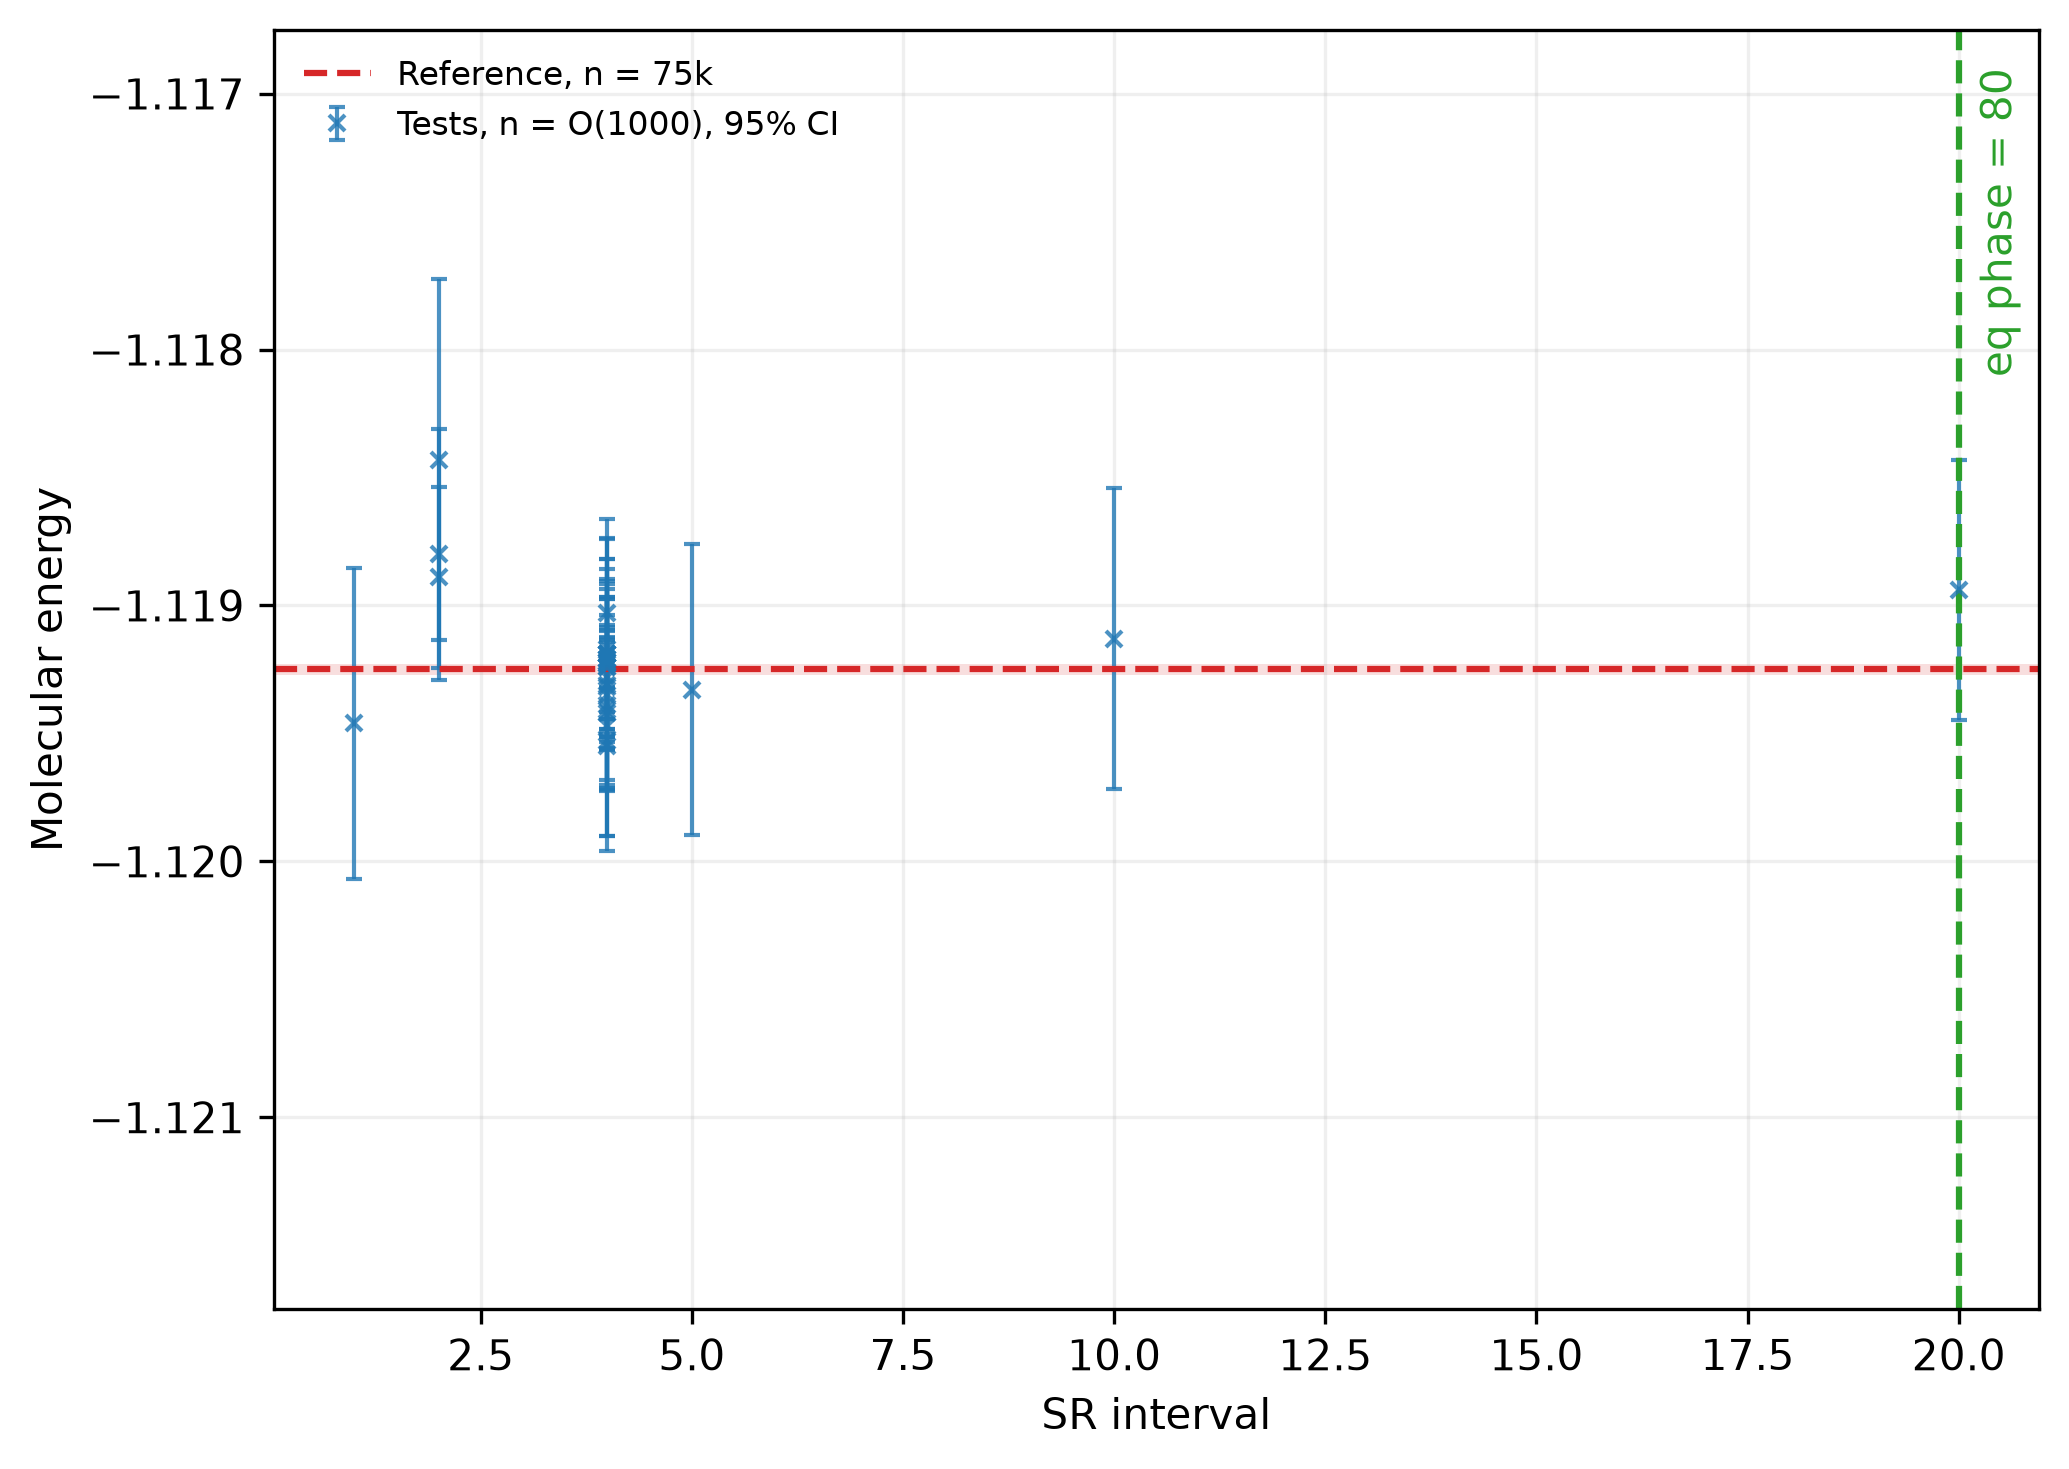 Reference, n = 75k
Tests, n = O(1000), 95% CI
eq phase = 80
−1.117
−1.118
−1.119
−1.120
−1.121
Molecular energy
2.5 5.0 7.5 10.0 12.5 15.0 17.5 20.0
SR interval